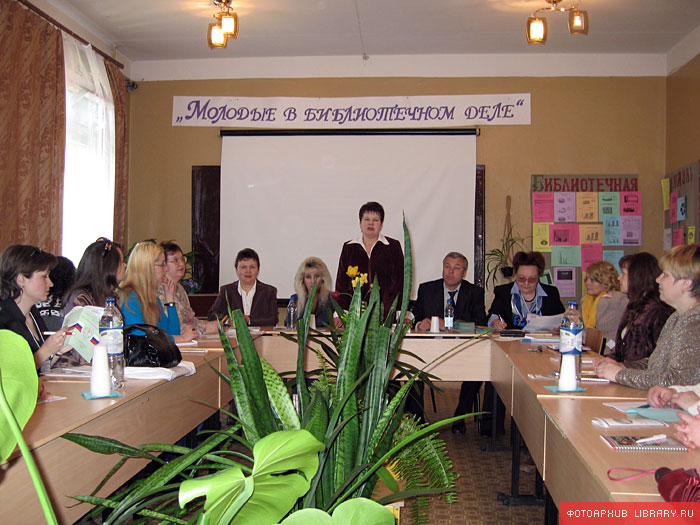 „Молодые в библиотечном деле“
Библиотечная
ФОТОАРХИВ LIBRARY.RU